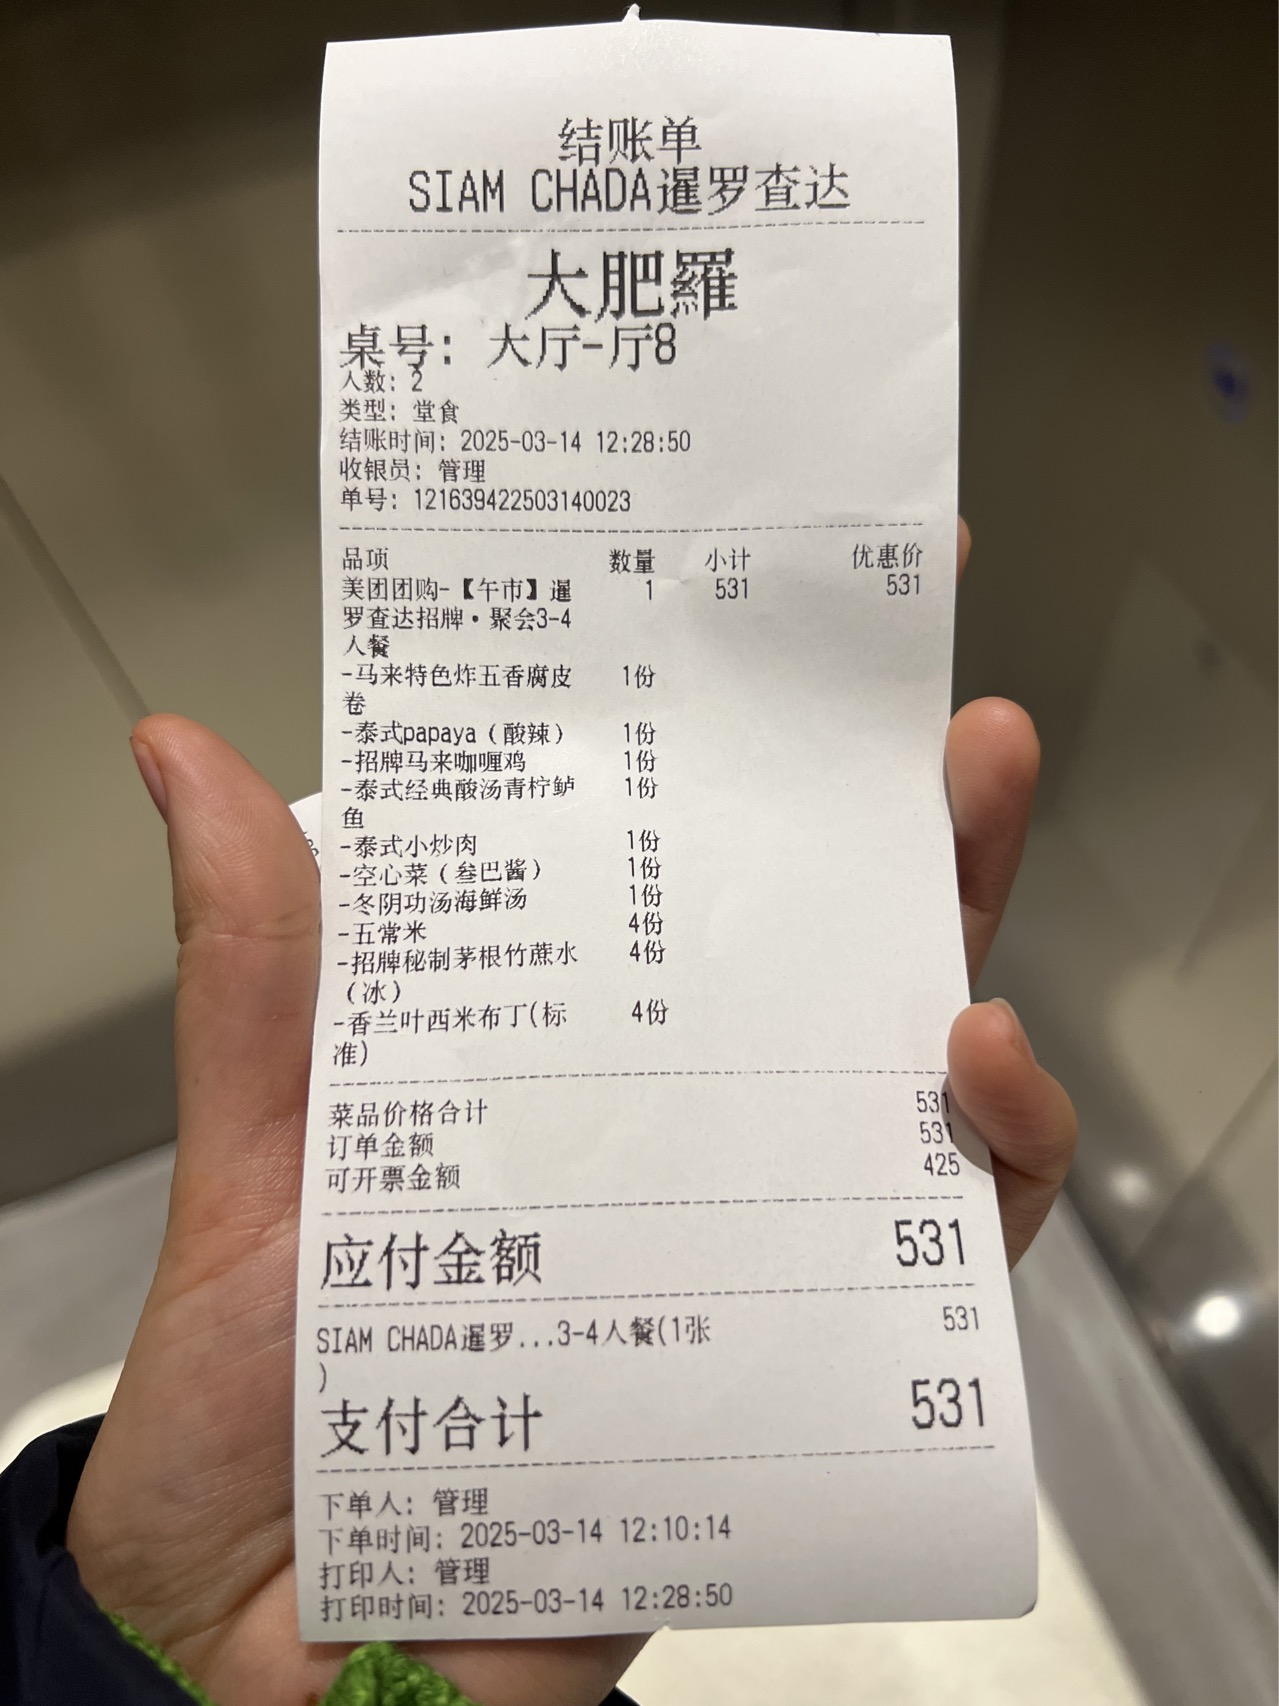 结账单
SIAM CHADA暹罗查达
大肥羅
桌号: 大厅-厅8
人数: 2
类型: 堂食
结账时间: 2025-03-14 12:28:50
收银员: 管理
单号: 121639422503140023
品项 数量 小计 优惠价
美团团购-【午市】暹 1 531 531
罗查达招牌·聚会3-4
人餐
-马来特色炸五香腐皮 1份
卷
-泰式papaya（酸辣） 1份
-招牌马来咖喱鸡 1份
-泰式经典酸汤青柠鲈 1份
鱼
-泰式小炒肉 1份
-空心菜（叁巴酱） 1份
-冬阴功汤海鲜汤 1份
-五常米 4份
-招牌秘制茅根竹蔗水 4份
（冰）
-香兰叶西米布丁(标 4份
准)
菜品价格合计 531
订单金额 531
可开票金额 425
应付金额 531
SIAM CHADA暹罗...3-4人餐(1张 531
)
支付合计 531
下单人: 管理
下单时间: 2025-03-14 12:10:14
打印人: 管理
打印时间: 2025-03-14 12:28:50